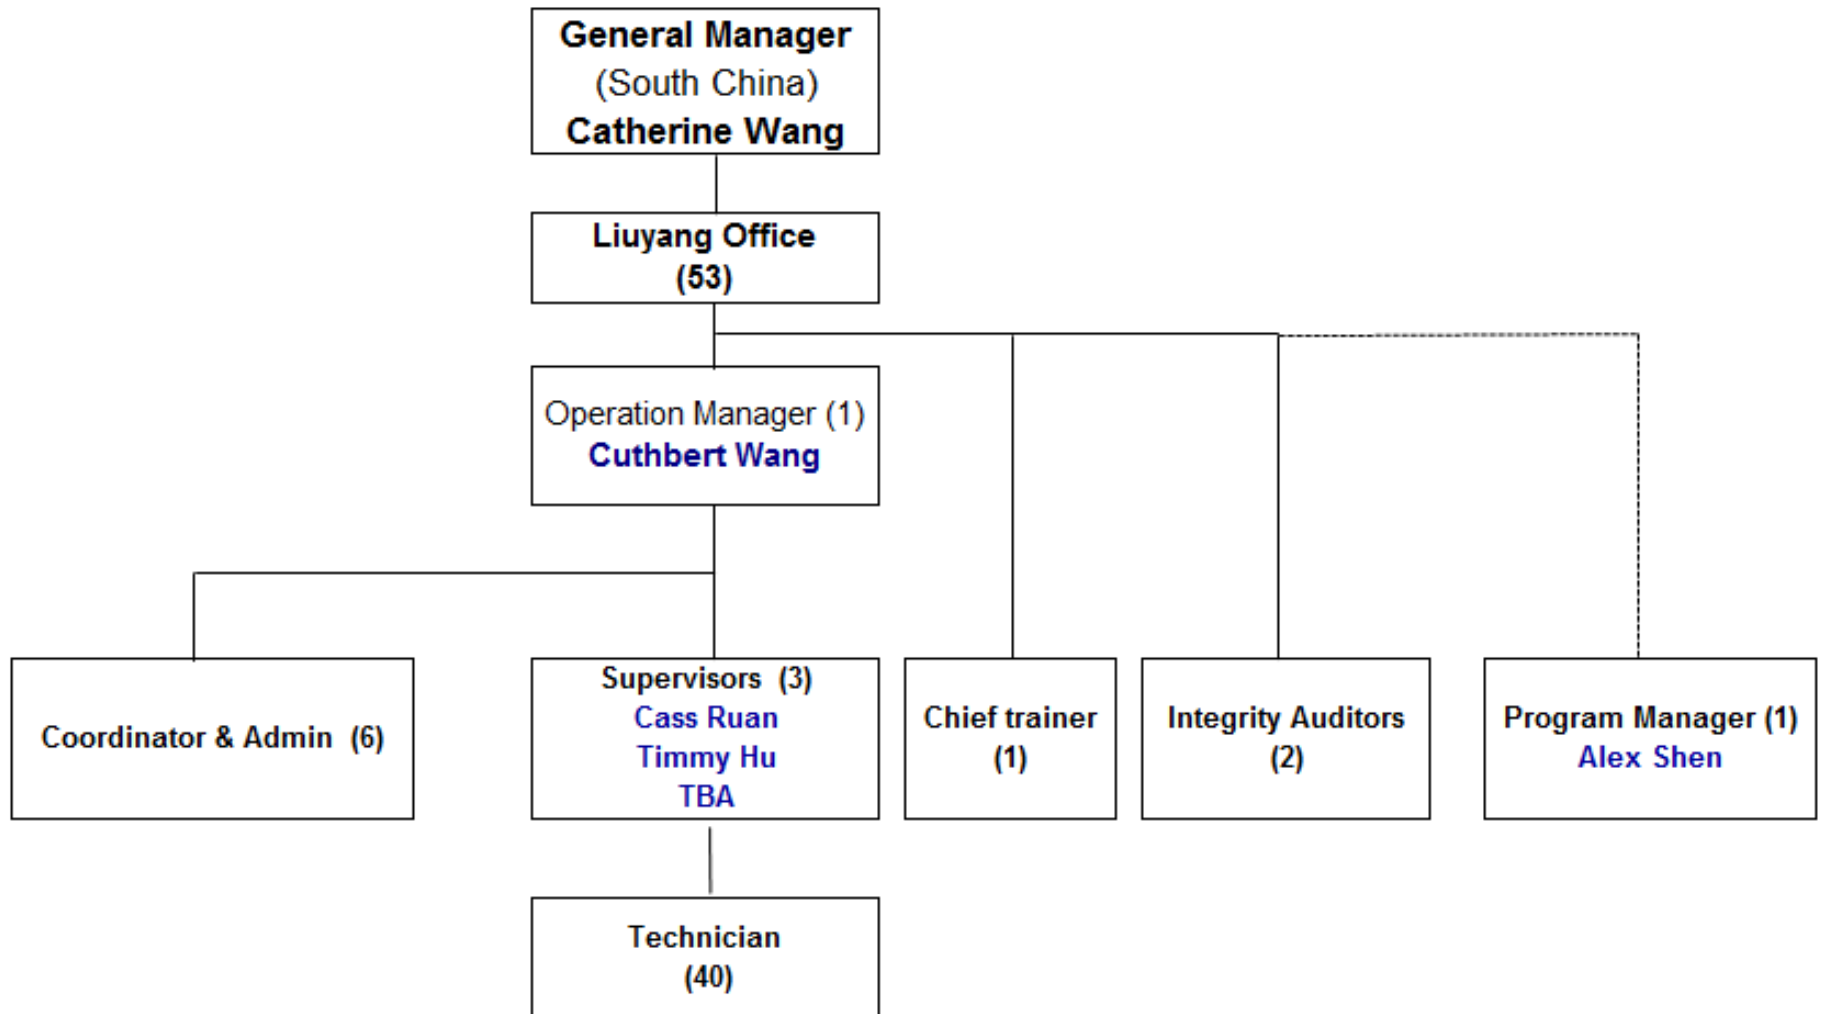 General Manager
(South China)
Catherine Wang
Liuyang Office
(53)
Operation Manager (1)
Cuthbert Wang
Coordinator & Admin (6)
Supervisors (3)
Cass Ruan
Timmy Hu
TBA
Chief trainer
(1)
Integrity Auditors
(2)
Program Manager (1)
Alex Shen
Technician
(40)